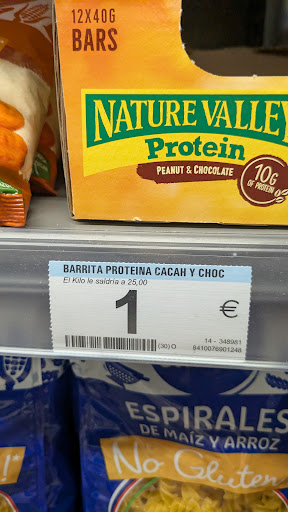 12X40G
BARS
NATURE VALLEY
Protein
PEANUT & CHOCOLATE
10G
OF PROTEIN
BARRITA PROTEINA CACAH Y CHOC
El Kilo le saldría a 25,00
1 €
(30) O
14 - 348981
8410076901248
ESPIRALES
DE MAÍZ Y ARROZ
No Gluten